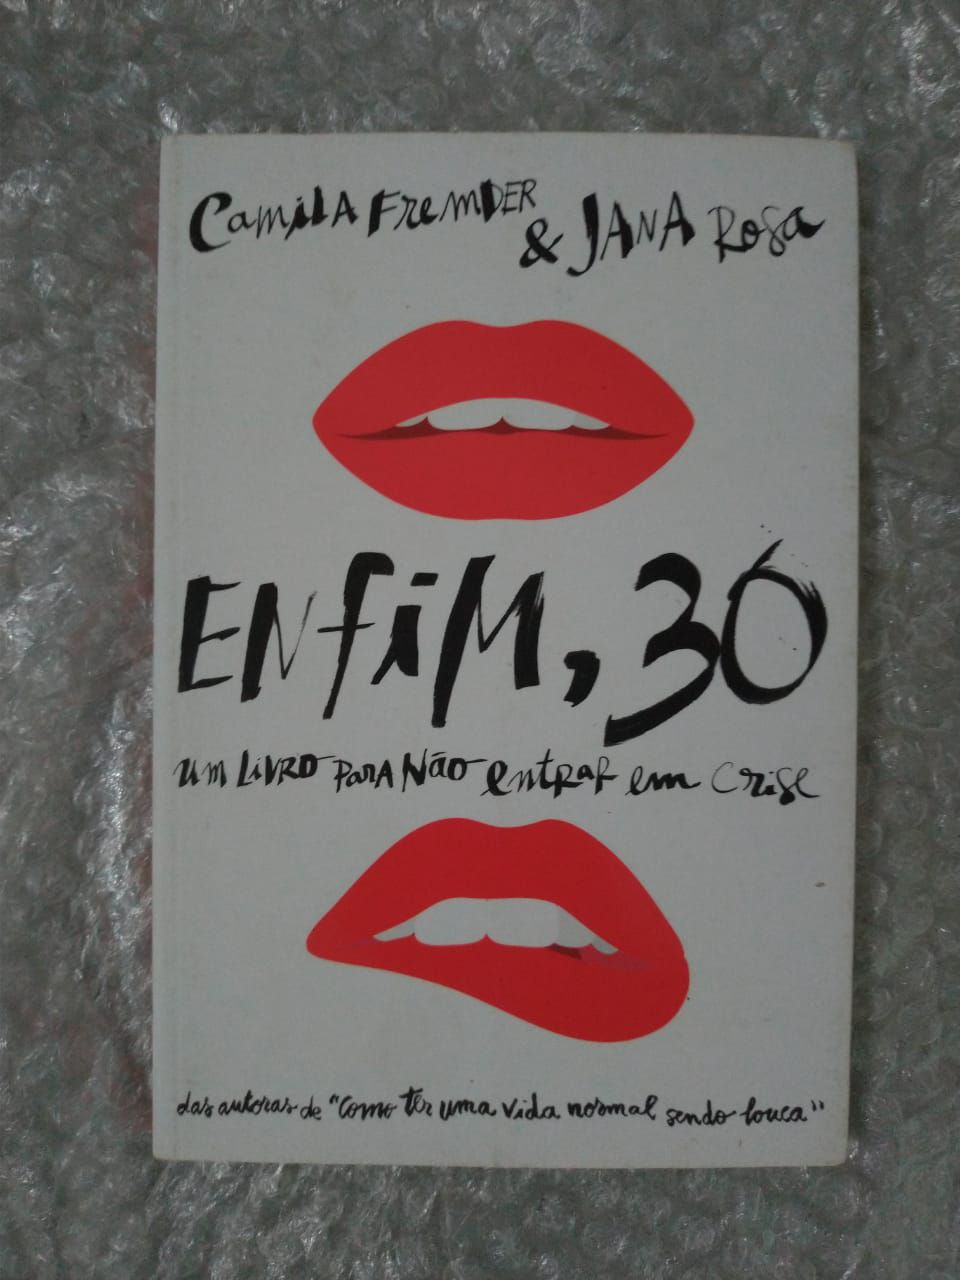 Camila Fremder
& Jana Rosa
Enfim, 30
um livro para não entrar em crise
das autoras de "Como ter uma vida normal sendo louca"